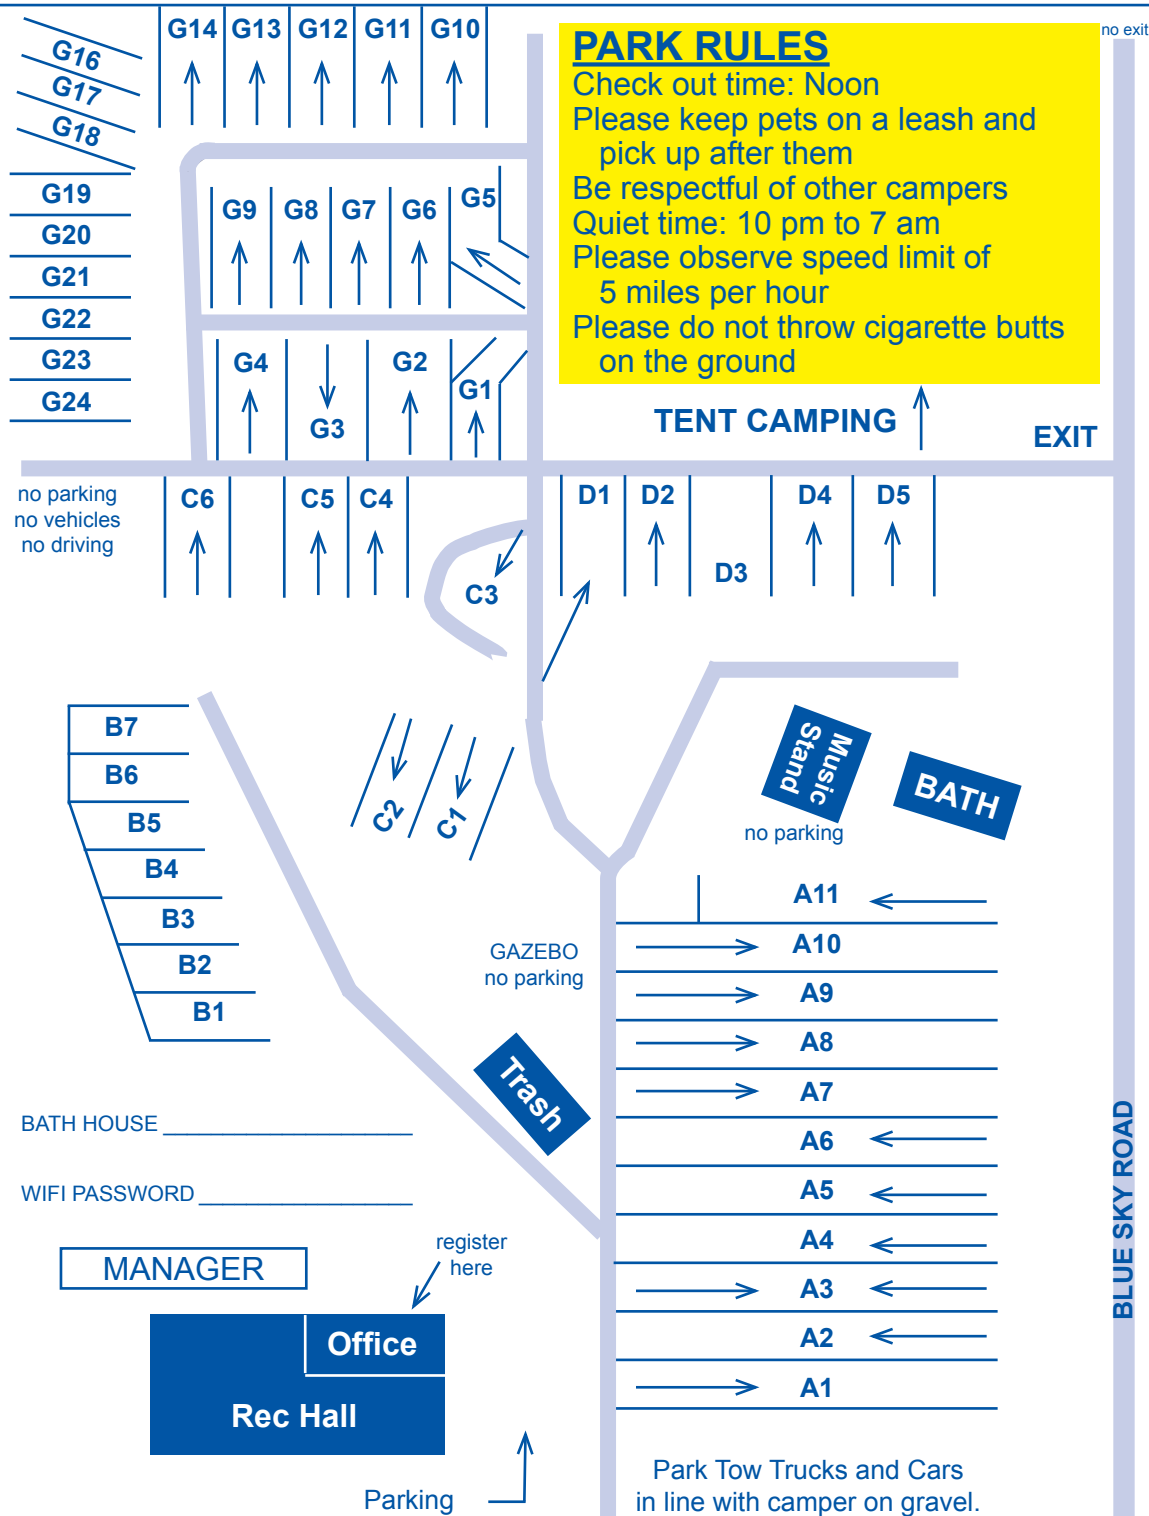 G14 G13 G12 G11 G10
no exit
G16
G17
G18
PARK RULES
Check out time: Noon
Please keep pets on a leash and
pick up after them
Be respectful of other campers
Quiet time: 10 pm to 7 am
Please observe speed limit of
5 miles per hour
Please do not throw cigarette butts
on the ground
G19
G20
G21
G22
G23
G24
G9 G8 G7 G6 G5
G4 G3 G2 G1
TENT CAMPING
EXIT
no parking
no vehicles
no driving
C6 C5 C4
C3
D1 D2 D3 D4 D5
B7
B6
B5
B4
B3
B2
B1
C2 C1
Music
Stand
BATH
no parking
GAZEBO
no parking
A11
A10
A9
A8
A7
A6
A5
A4
A3
A2
A1
Trash
BLUE SKY ROAD
BATH HOUSE
WIFI PASSWORD
MANAGER
register
here
Office
Rec Hall
Parking
Park Tow Trucks and Cars
in line with camper on gravel.